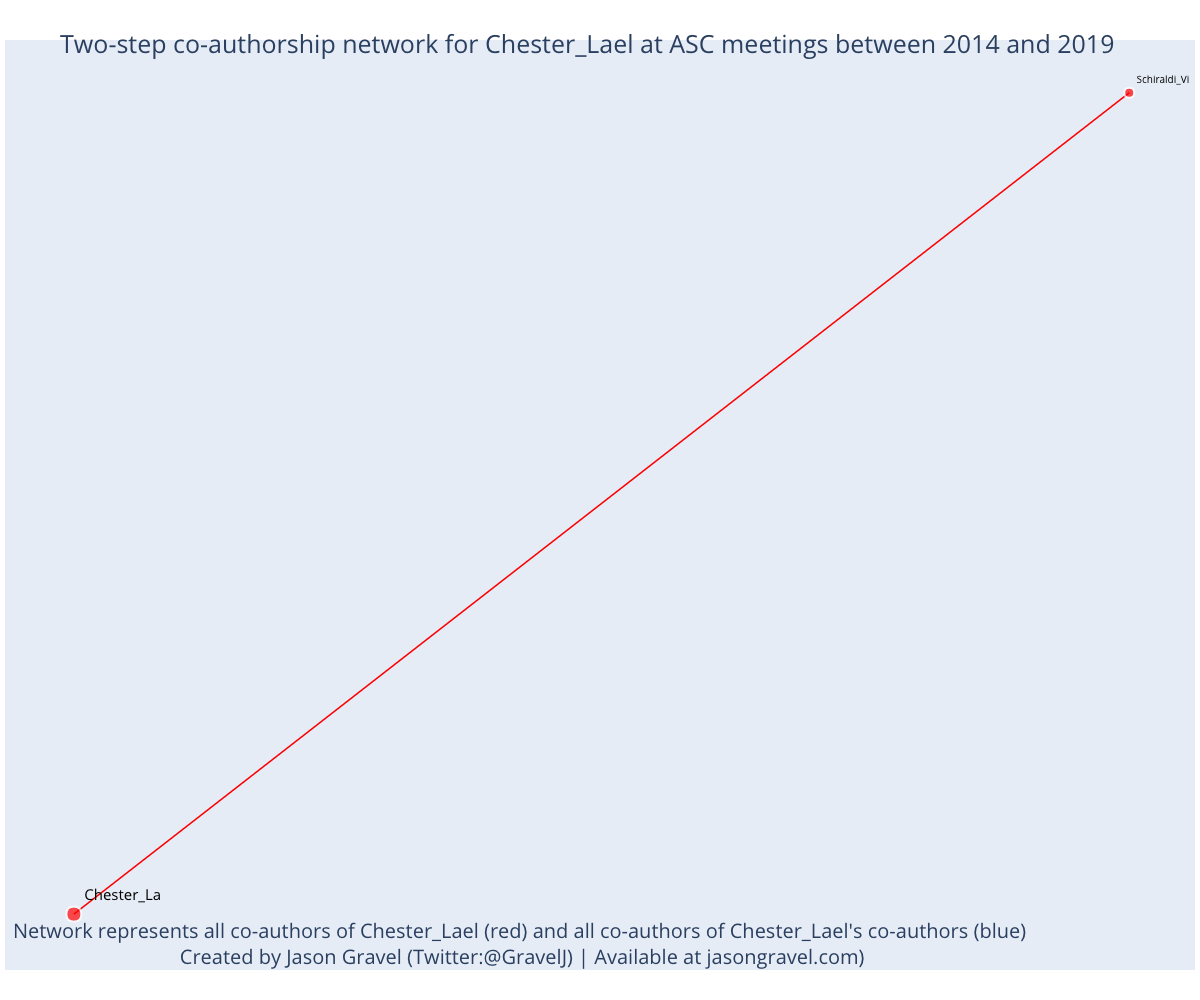 Two-step co-authorship network for Chester_Lael at ASC meetings between 2014 and 2019
Schiraldi_Vi
Chester_La
Network represents all co-authors of Chester_Lael (red) and all co-authors of Chester_Lael's co-authors (blue)
Created by Jason Gravel (Twitter:@GravelJ) | Available at jasongravel.com)